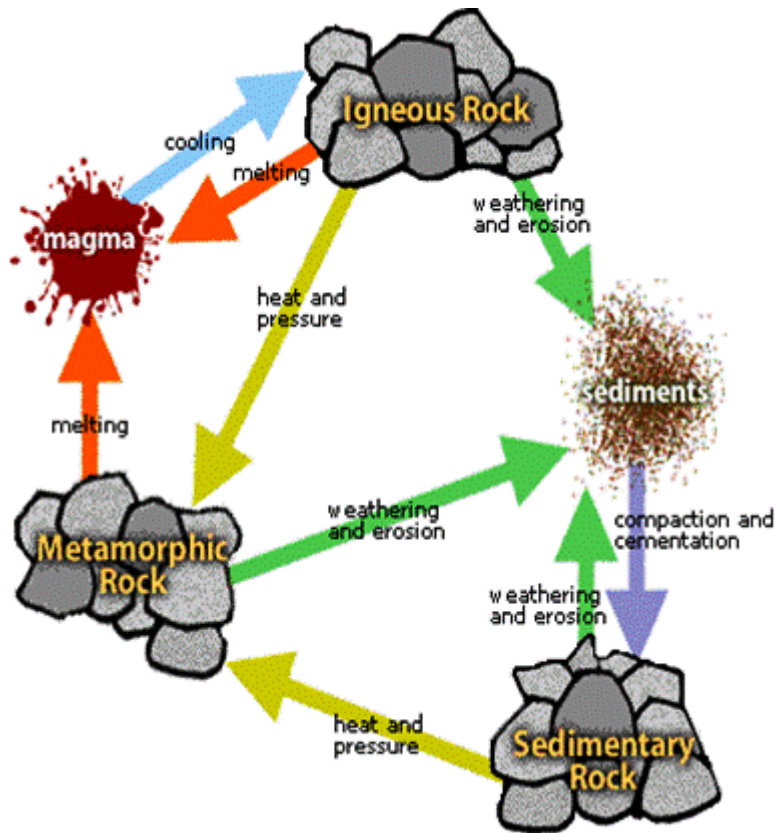 Igneous Rock
cooling
melting
weathering
and erosion
magma
heat and
pressure
sediments
melting
weathering
and erosion
compaction and
cementation
Metamorphic
Rock
weathering
and erosion
heat and
pressure
Sedimentary
Rock